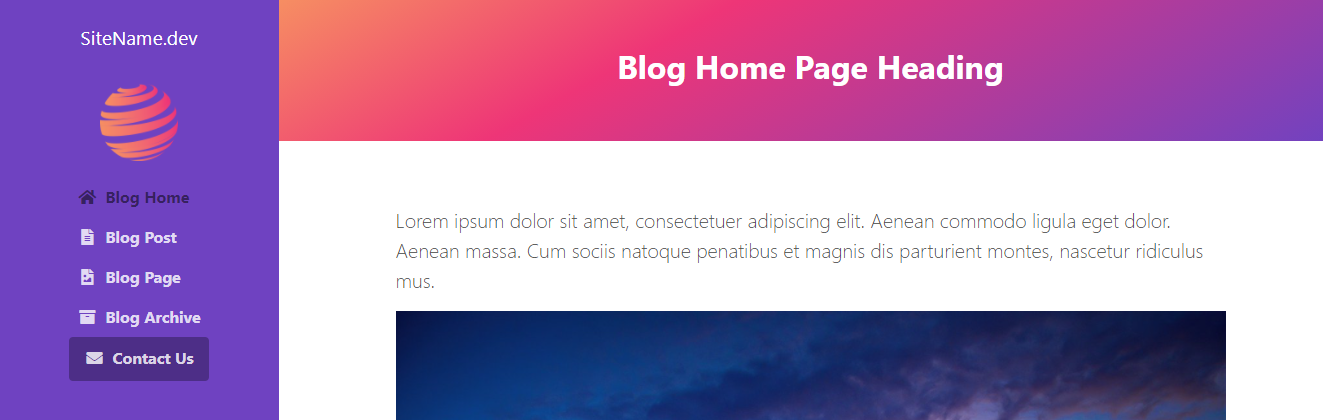 SiteName.dev
Blog Home
Blog Post
Blog Page
Blog Archive
Contact Us
Blog Home Page Heading
Lorem ipsum dolor sit amet, consectetuer adipiscing elit. Aenean commodo ligula eget dolor.
Aenean massa. Cum sociis natoque penatibus et magnis dis parturient montes, nascetur ridiculus
mus.